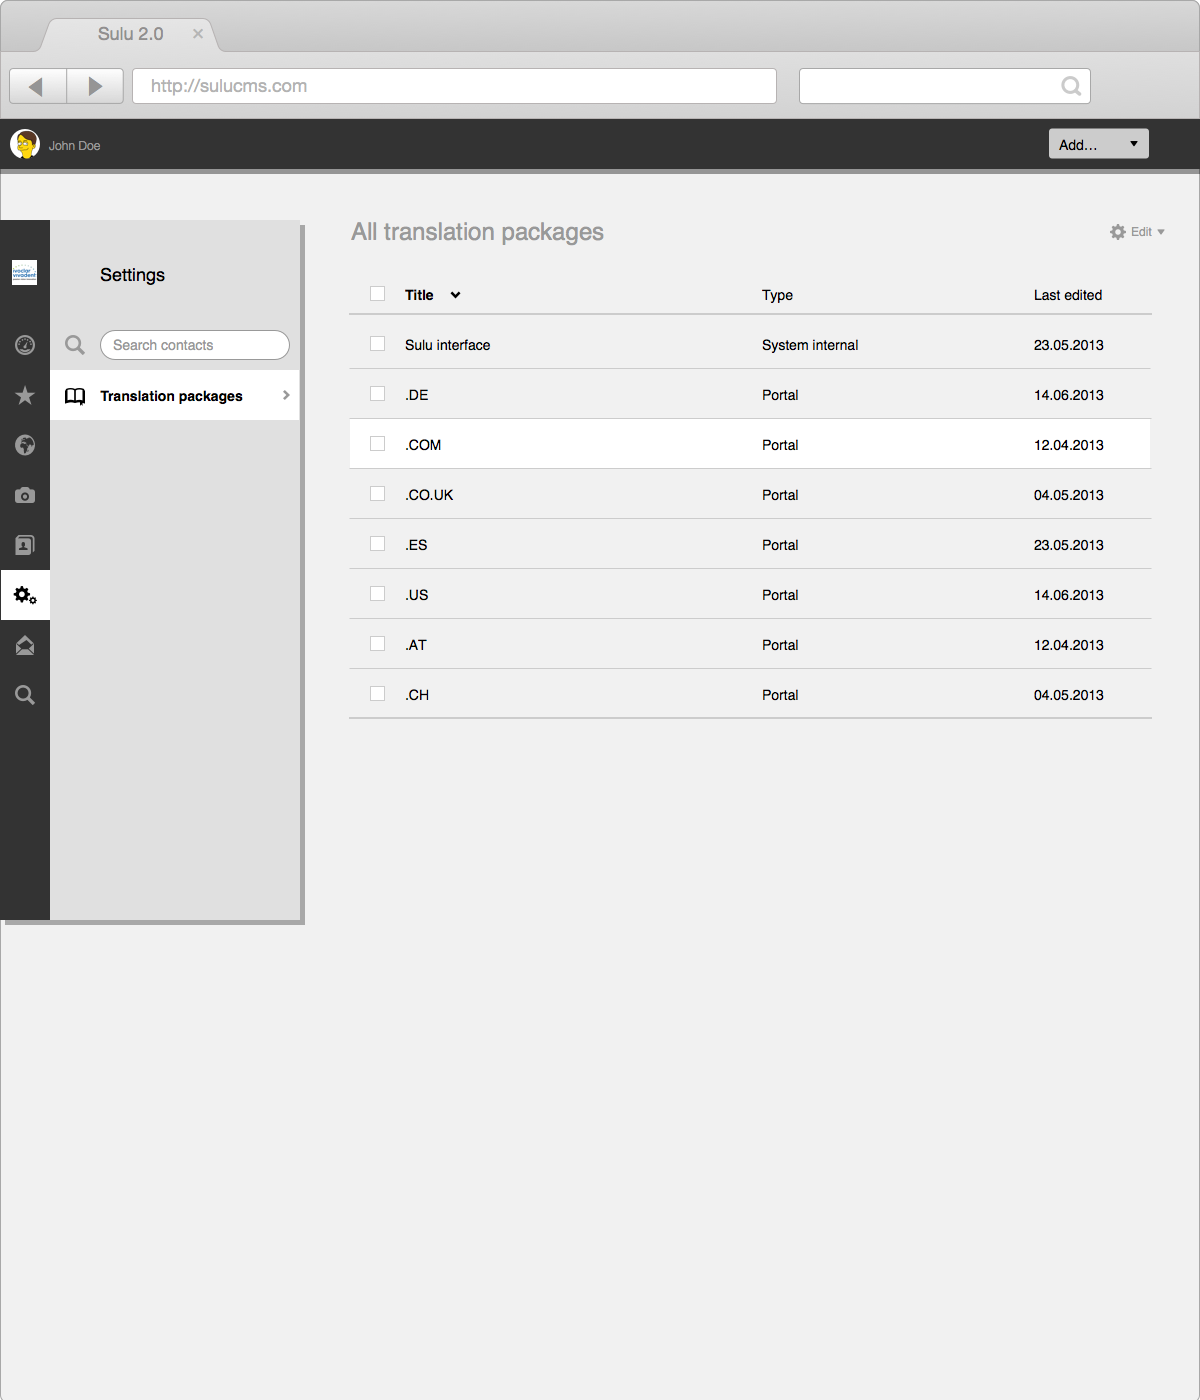 Sulu 2.0
http://sulucms.com
John Doe
Add...
All translation packages
Edit
ivoclar
vivadent
Settings
Search contacts
Translation packages
Title Type Last edited
Sulu interface System internal 23.05.2013
.DE Portal 14.06.2013
.COM Portal 12.04.2013
.CO.UK Portal 04.05.2013
.ES Portal 23.05.2013
.US Portal 14.06.2013
.AT Portal 12.04.2013
.CH Portal 04.05.2013